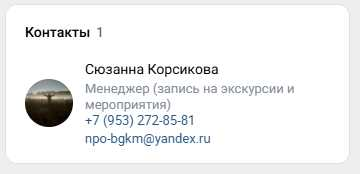 Контакты 1
Сюзанна Корсикова
Менеджер (запись на экскурсии и
мероприятия)
+7 (953) 272-85-81
npo-bgkm@yandex.ru